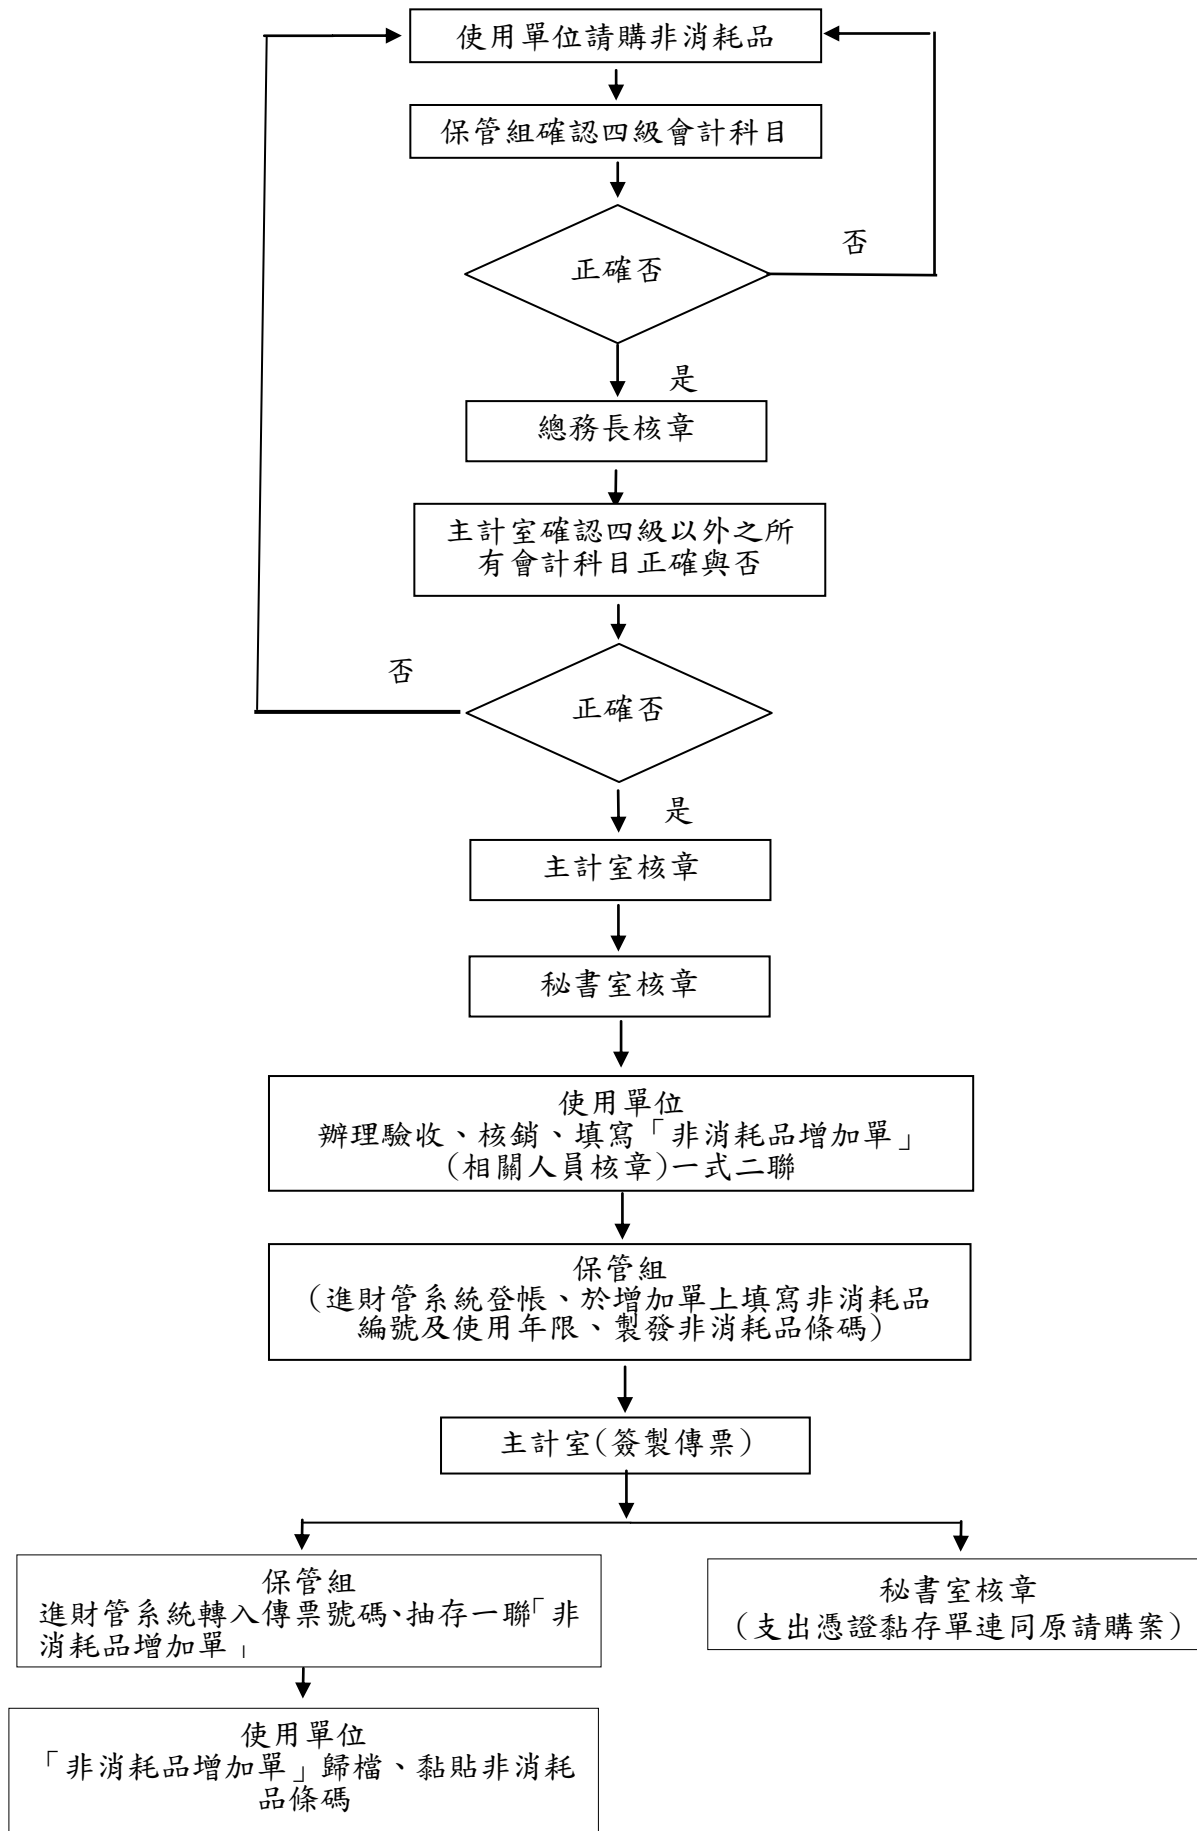 使用單位請購非消耗品
保管組確認四級會計科目
正確否
否
是
總務長核章
主計室確認四級以外之所
有會計科目正確與否
否
正確否
是
主計室核章
秘書室核章
使用單位
辦理驗收、核銷、填寫「非消耗品增加單」
(相關人員核章)一式二聯
保管組
(進財管系統登帳、於增加單上填寫非消耗品
編號及使用年限、製發非消耗品條碼)
主計室(簽製傳票)
保管組
進財管系統轉入傳票號碼、抽存一聯「非
消耗品增加單」
秘書室核章
(支出憑證黏存單連同原請購案)
使用單位
「非消耗品增加單」歸檔、黏貼非消耗
品條碼